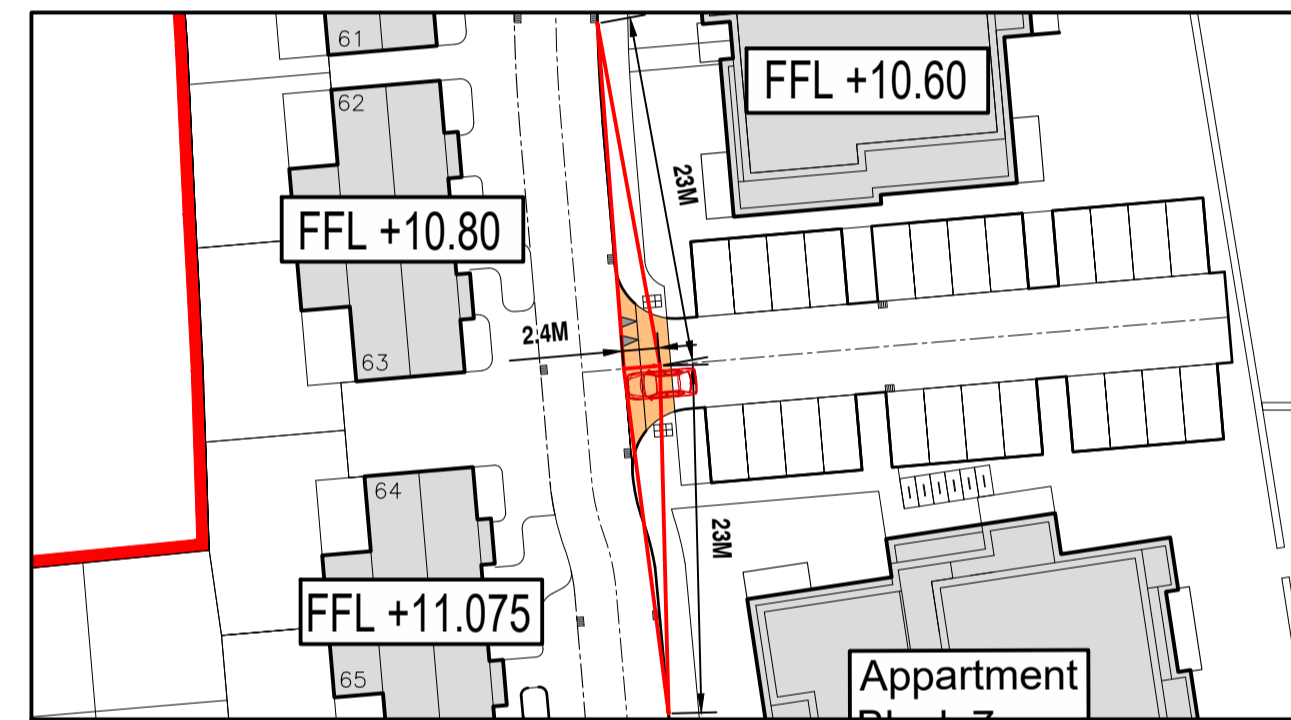 61
FFL +10.60
62
23M
FFL +10.80
2.4M
63
64
23M
FFL +11.075
65
Appartment